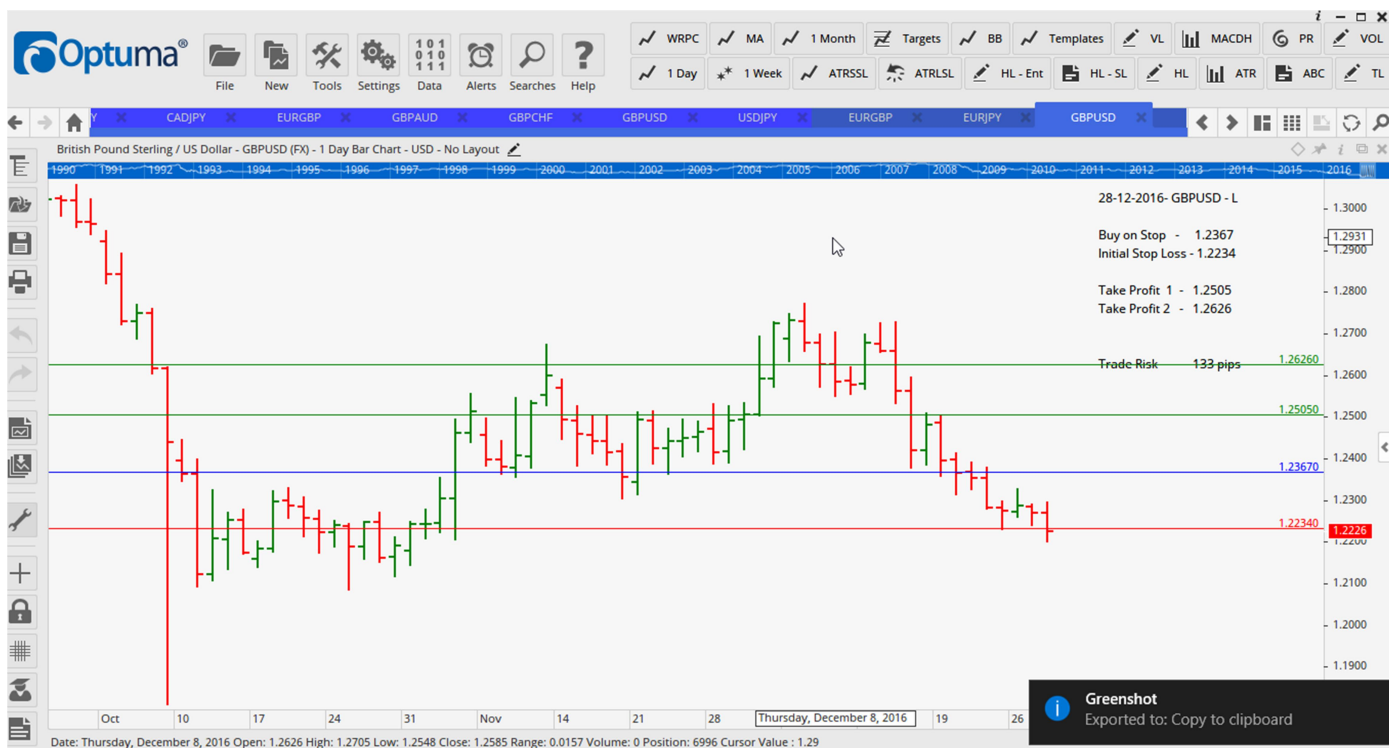 Optuma®
File New Tools Settings Data Alerts Searches Help
WRPC MA 1 Month Targets BB Templates VL MACDH PR VOL
1 Day 1 Week ATRSSL ATRLSL HL - Ent HL - SL HL ATR ABC TL
Y CADJPY EURGBP GBPAUD GBPCHF GBPUSD USDJPY EURGBP EURJPY GBPUSD
British Pound Sterling / US Dollar - GBPUSD (FX) - 1 Day Bar Chart - USD - No Layout
1990 1991 1992 1993 1994 1995 1996 1997 1998 1999 2000 2001 2002 2003 2004 2005 2006 2007 2008 2009 2010 2011 2012 2013 2014 2015 2016
28-12-2016- GBPUSD - L
Buy on Stop - 1.2367
Initial Stop Loss - 1.2234
Take Profit 1 - 1.2505
Take Profit 2 - 1.2626
Trade Risk 133 pips
1.26260
1.25050
1.23670
1.22340
1.3000
1.2931
1.2900
1.2800
1.2700
1.2600
1.2500
1.2400
1.2300
1.2226
1.2200
1.2100
1.2000
1.1900
Oct 10 17 24 31 Nov 14 21 28 Thursday, December 8, 2016 19 26
Greenshot
Exported to: Copy to clipboard
Date: Thursday, December 8, 2016 Open: 1.2626 High: 1.2705 Low: 1.2548 Close: 1.2585 Range: 0.0157 Volume: 0 Position: 6996 Cursor Value : 1.29